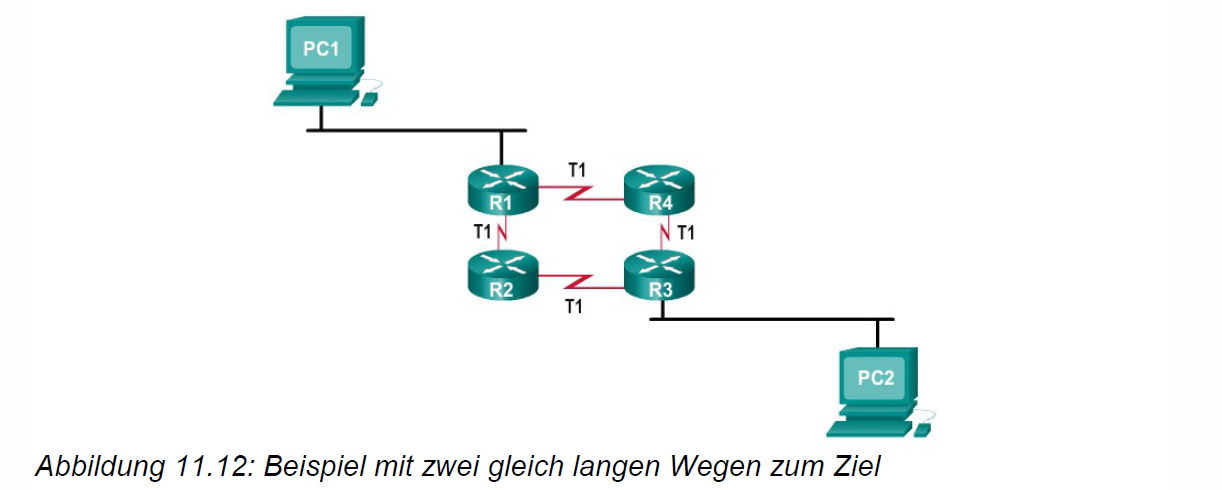 PC1
T1
R1
R4
T1
T1
R2
R3
T1
PC2
Abbildung 11.12: Beispiel mit zwei gleich langen Wegen zum Ziel